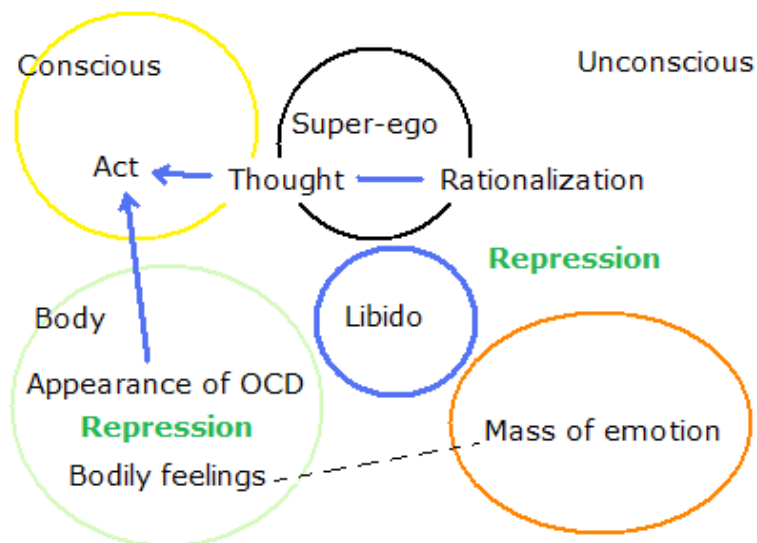 Conscious
Unconscious
Super-ego
Act
Thought
Rationalization
Repression
Body
Libido
Appearance of OCD
Repression
Mass of emotion
Bodily feelings